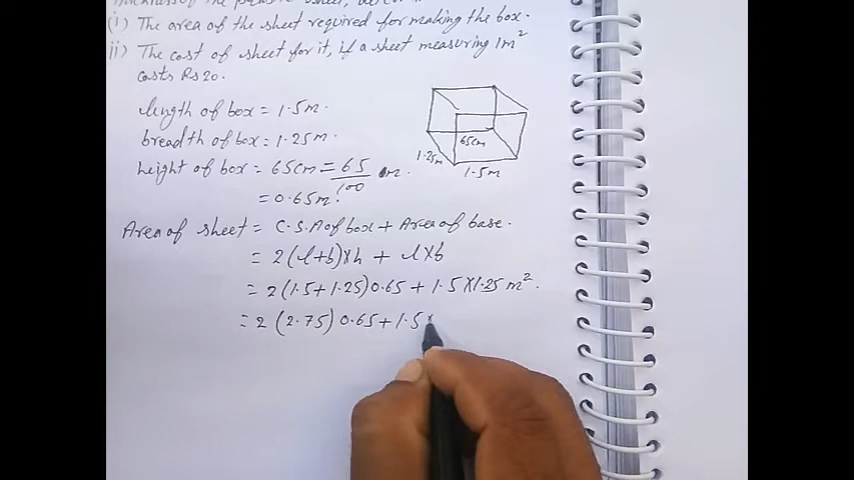 (i) The area of the sheet required for making the box.
ii) The cost of sheet for it, if a sheet measuring 1m²
costs Rs 20.
length of box = 1.5m.
breadth of box = 1.25m.
height of box = 65cm = 65/100 m.
= 0.65m.
65cm
1.25m
1.5m
Area of sheet = C.S.A of box + Area of base.
= 2(l+b)×h + l×b
= 2(1.5+1.25)0.65 + 1.5×1.25 m².
= 2 (2.75) 0.65 + 1.5 ×